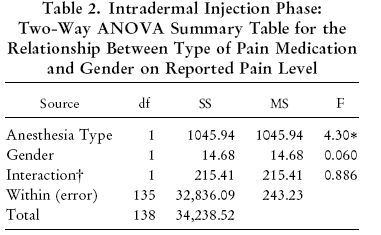 Table 2. Intradermal Injection Phase:
Two-Way ANOVA Summary Table for the
Relationship Between Type of Pain Medication
and Gender on Reported Pain Level
Source df SS MS F
Anesthesia Type 1 1045.94 1045.94 4.30*
Gender 1 14.68 14.68 0.060
Interaction† 1 215.41 215.41 0.886
Within (error) 135 32,836.09 243.23
Total 138 34,238.52